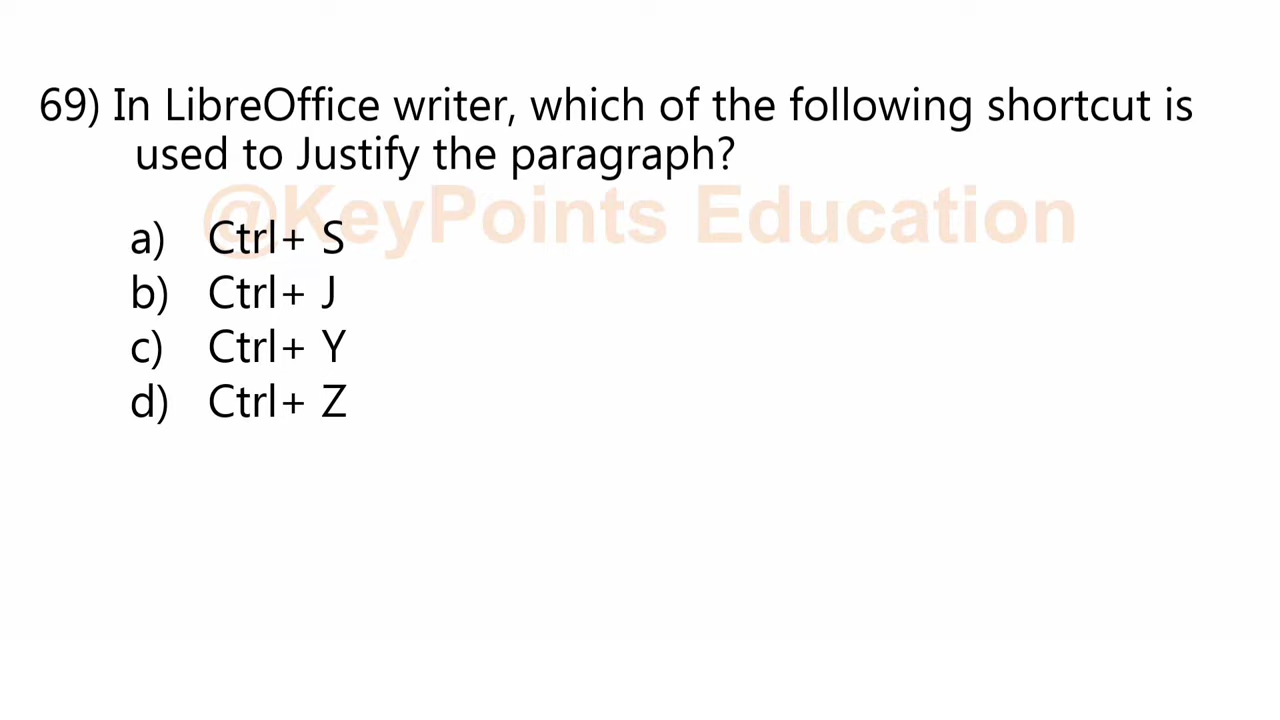 69) In LibreOffice writer, which of the following shortcut is
used to Justify the paragraph?
@KeyPoints Education
a) Ctrl+ S
b) Ctrl+ J
c) Ctrl+ Y
d) Ctrl+ Z